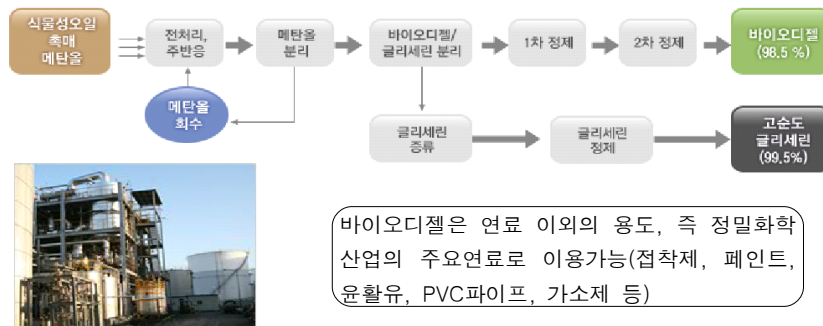 식물성오일
촉매
메탄올
전처리,
주반응
메탄올
분리
바이오디젤/
글리세린 분리
1차 정제
2차 정제
바이오디젤
(98.5 %)
메탄올
회수
글리세린
증류
글리세린
정제
고순도
글리세린
(99.5%)
바이오디젤은 연료 이외의 용도, 즉 정밀화학
산업의 주요연료로 이용가능(접착제, 페인트,
윤활유, PVC파이프, 가소제 등)